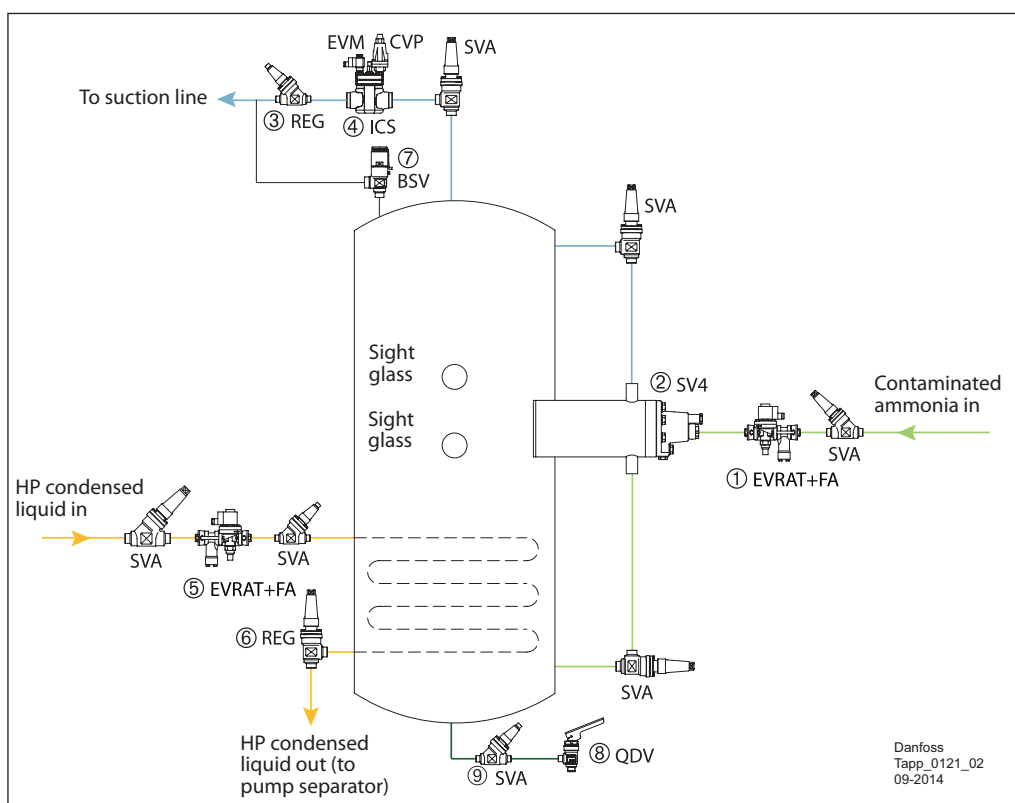 EVM CVP
SVA
To suction line
③ REG
④ ICS
⑦
BSV
SVA
Sight
glass
② SV4
Contaminated
ammonia in
Sight
glass
SVA
① EVRAT+FA
HP condensed
liquid in
SVA
SVA
⑤ EVRAT+FA
⑥ REG
SVA
HP condensed
liquid out (to
pump separator)
⑨ SVA
⑧ QDV
Danfoss
Tapp_0121_02
09-2014